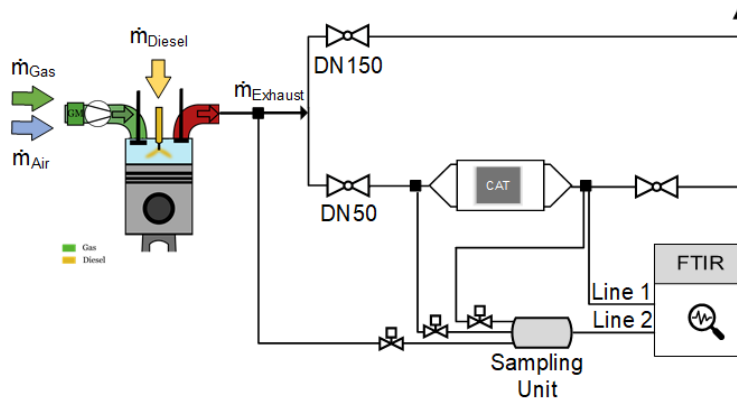 ṁDiesel
ṁGas
ṁAir
GM
ṁExhaust
DN150
DN50
CAT
Gas
Diesel
FTIR
Line 1
Line 2
Sampling
Unit